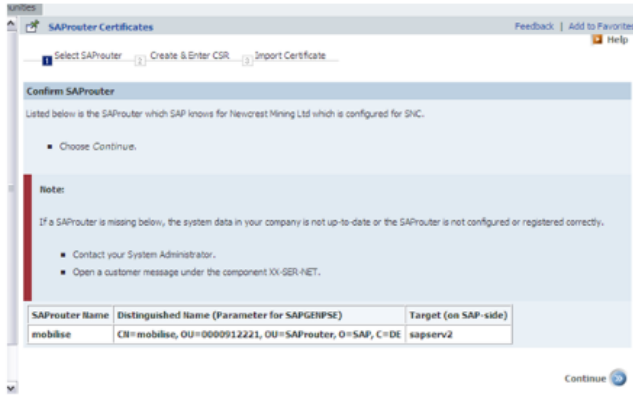 unities
SAProuter Certificates
Feedback | Add to Favorites
Help
1 Select SAProuter 2 Create & Enter CSR 3 Import Certificate
Confirm SAProuter
Listed below is the SAProuter which SAP knows for Newcrest Mining Ltd which is configured for SNC.
Choose Continue.
Note:
If a SAProuter is missing below, the system data in your company is not up-to-date or the SAProuter is not configured or registered correctly.
Contact your System Administrator.
Open a customer message under the component XX-SER-NET.
SAProuter Name Distinguished Name (Parameter for SAPGENPSE) Target (on SAP-side)
mobilise CN=mobilise, OU=0000912221, OU=SAProuter, O=SAP, C=DE sapserv2
Continue